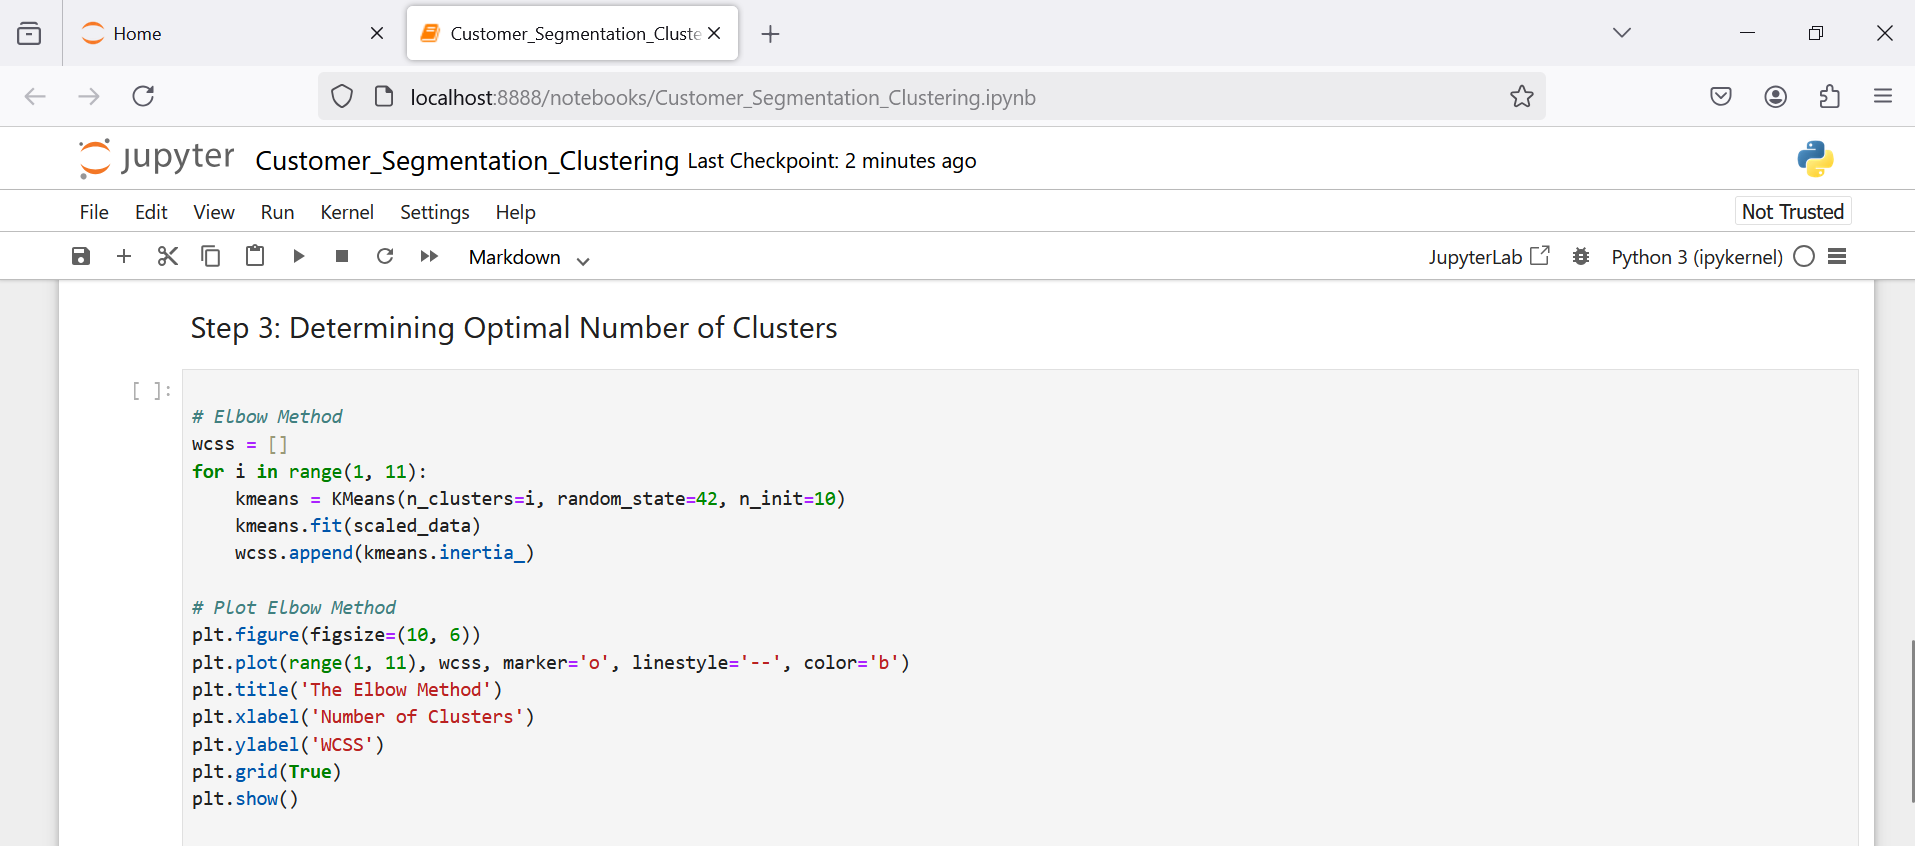 Home
Customer_Segmentation_Cluste
localhost:8888/notebooks/Customer_Segmentation_Clustering.ipynb
jupyter Customer_Segmentation_Clustering Last Checkpoint: 2 minutes ago
File Edit View Run Kernel Settings Help Not Trusted
Markdown JupyterLab Python 3 (ipykernel)
Step 3: Determining Optimal Number of Clusters
[ ]:
# Elbow Method
wcss = []
for i in range(1, 11):
    kmeans = KMeans(n_clusters=i, random_state=42, n_init=10)
    kmeans.fit(scaled_data)
    wcss.append(kmeans.inertia_)
# Plot Elbow Method
plt.figure(figsize=(10, 6))
plt.plot(range(1, 11), wcss, marker='o', linestyle='--', color='b')
plt.title('The Elbow Method')
plt.xlabel('Number of Clusters')
plt.ylabel('WCSS')
plt.grid(True)
plt.show()